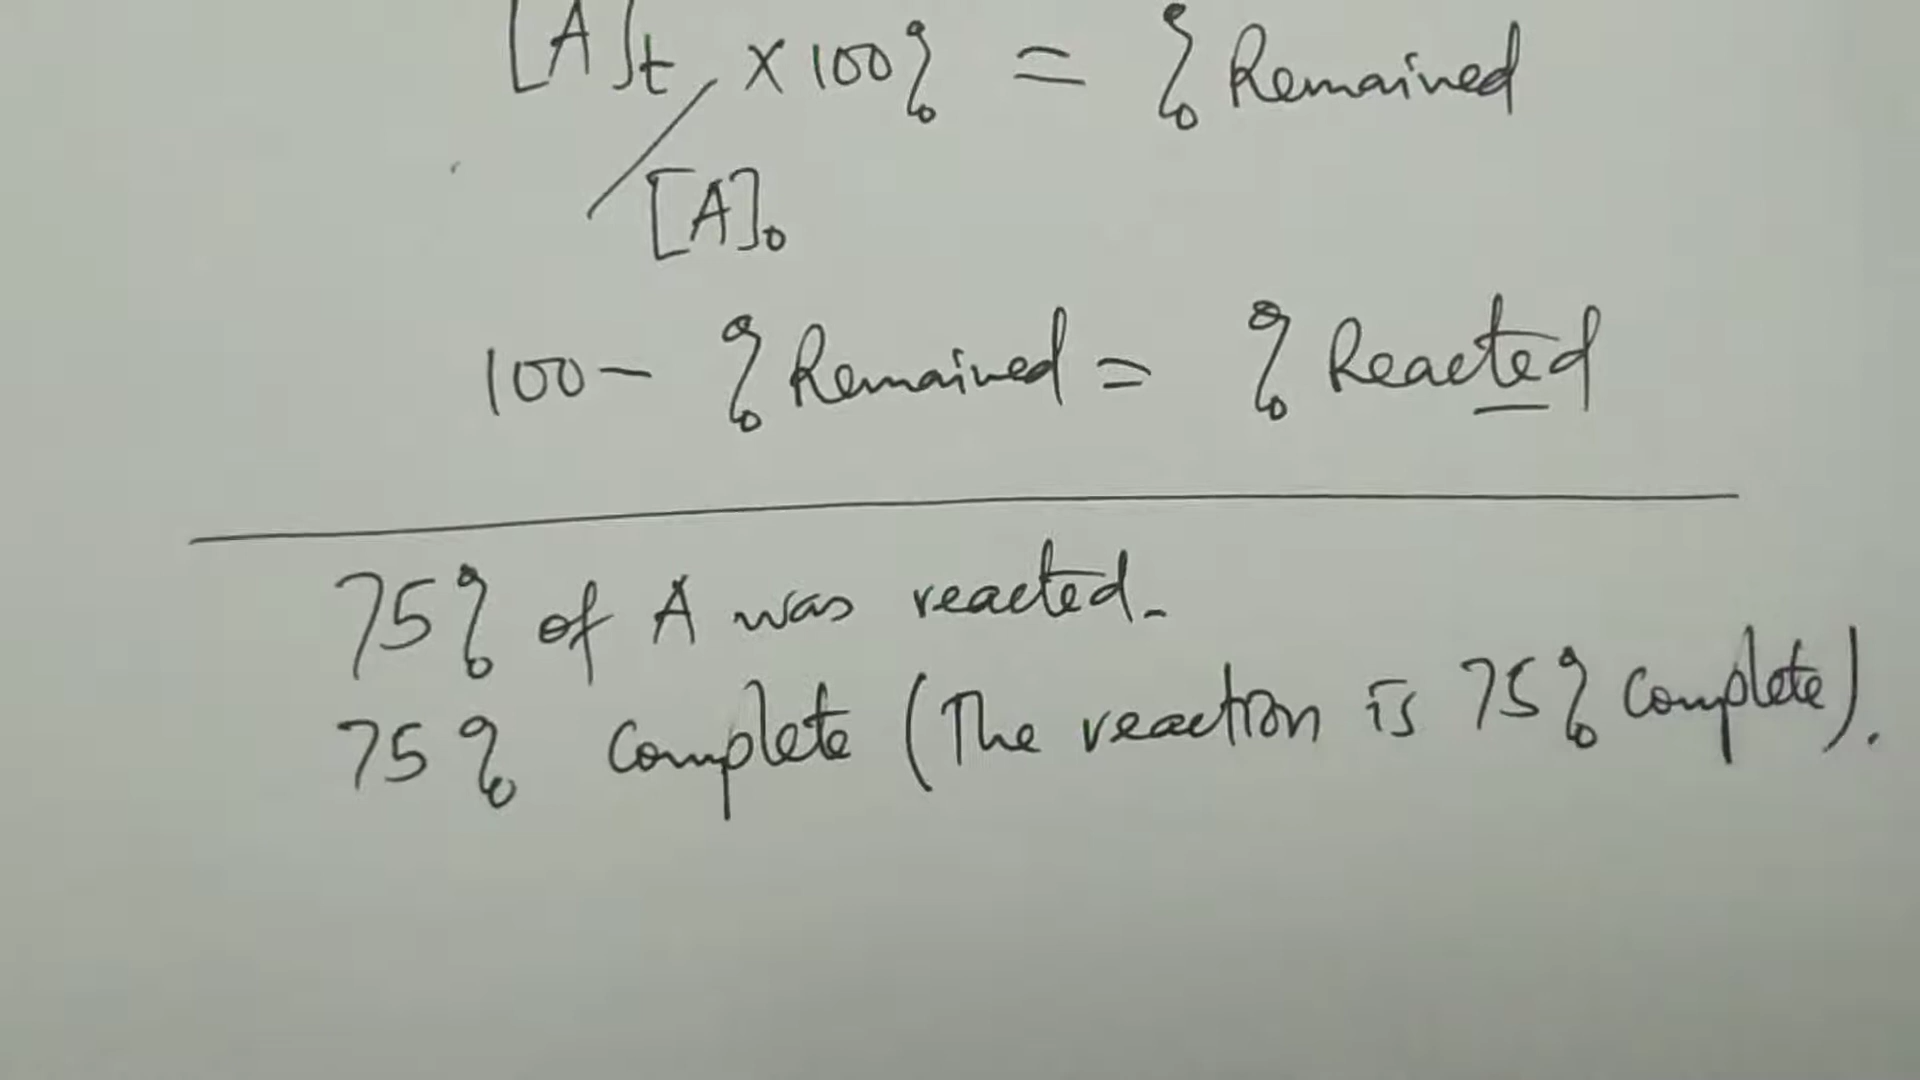 [A]t / [A]0 × 100% = % Remained
100 - % Remained = % Reacted
75% of A was reacted.
75% complete (The reaction is 75% complete).